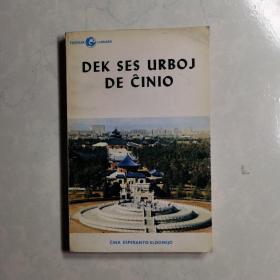 DEK SES URBOJ
DE ĈINIO
ĈINA ESPERANTO-ELDONEJO